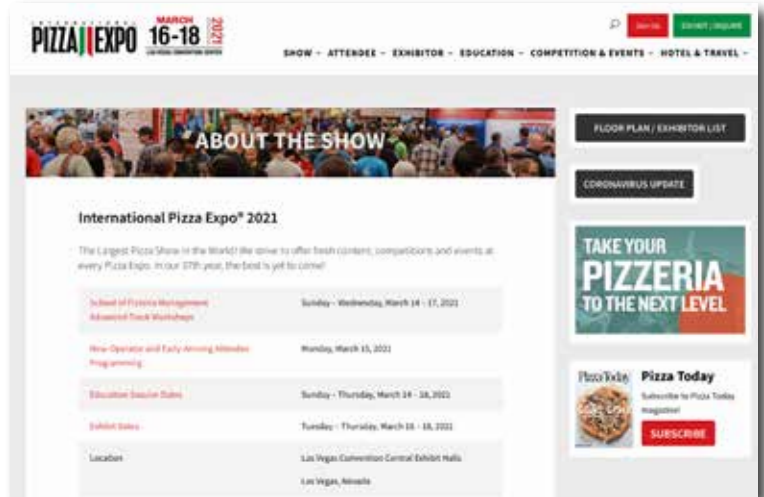 INTERNATIONAL
PIZZA EXPO
MARCH
16-18
2021
LAS VEGAS CONVENTION CENTER
EXHIBIT / INQUIRE
SHOW - ATTENDEE - EXHIBITOR - EDUCATION - COMPETITION & EVENTS - HOTEL & TRAVEL -
ABOUT THE SHOW
FLOOR PLAN / EXHIBITOR LIST
CORONAVIRUS UPDATE
International Pizza Expo® 2021
The Largest Pizza Show in the World! We strive to offer fresh content, competitions and events at
every Pizza Expo. In our 37th year, the best is yet to come!
School of Pizzeria Management
Advanced Track Workshops
Sunday - Wednesday, March 14 - 17, 2021
New Operator and Early Arriving Attendee
Programming
Monday, March 15, 2021
Education Session Dates
Sunday - Thursday, March 14 - 18, 2021
Exhibit Dates
Tuesday - Thursday, March 16 - 18, 2021
Location
Las Vegas Convention Central Exhibit Halls
Las Vegas, Nevada
TAKE YOUR
PIZZERIA
TO THE NEXT LEVEL
Pizza Today
Pizza Today
Subscribe to Pizza Today
magazine!
SUBSCRIBE